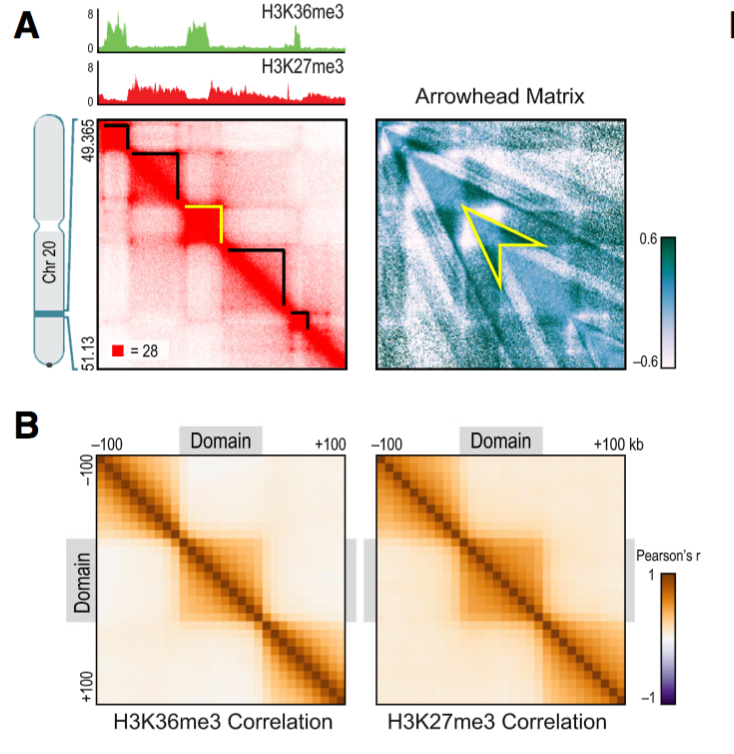 A
8
0
H3K36me3
8
0
H3K27me3
Chr 20
49.365
51.13
= 28
Arrowhead Matrix
0.6
–0.6
B
–100
Domain
+100
–100
Domain
+100
H3K36me3 Correlation
–100
Domain
+100 kb
H3K27me3 Correlation
Pearson's r
1
–1